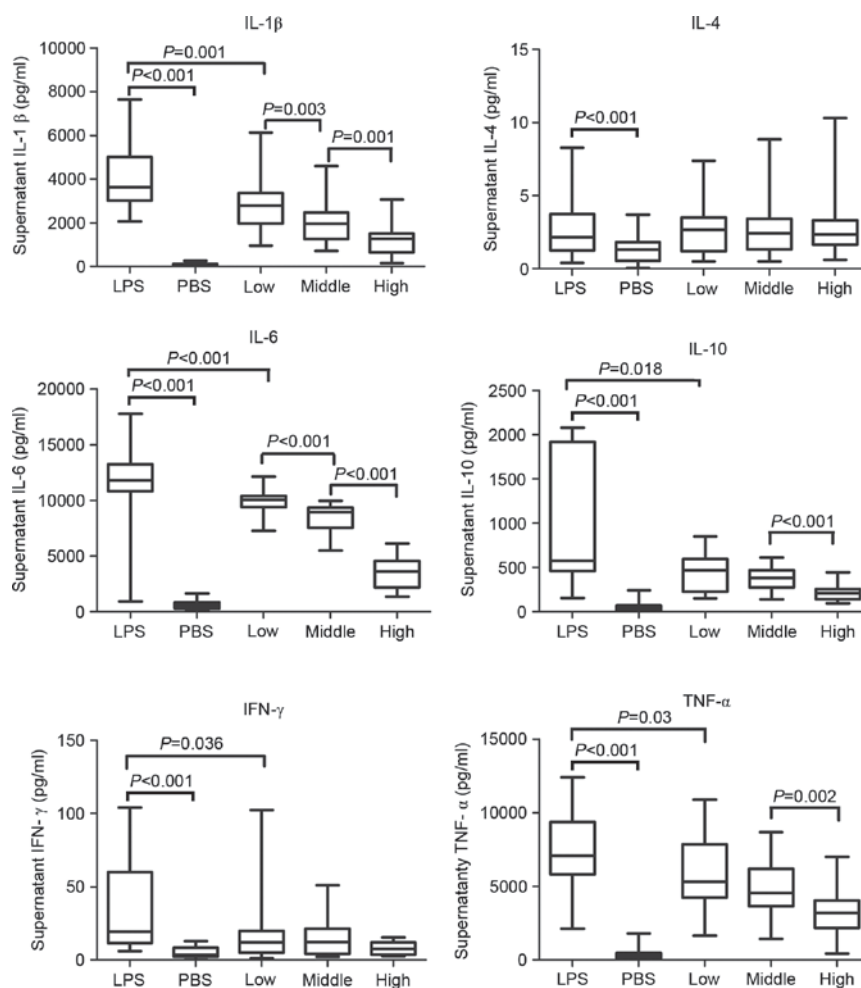 IL-1β
10000
8000
6000
4000
2000
0
Supernatant IL-1 β (pg/ml)
P=0.001
P<0.001
P=0.003
P=0.001
LPS PBS Low Middle High
IL-4
15
10
5
0
Supernatant IL-4 (pg/ml)
P<0.001
LPS PBS Low Middle High
IL-6
20000
15000
10000
5000
0
Supernatant IL-6 (pg/ml)
P<0.001
P<0.001
P<0.001
P<0.001
LPS PBS Low Middle High
IL-10
2500
2000
1500
1000
500
0
Supernatant IL-10 (pg/ml)
P=0.018
P<0.001
P<0.001
LPS PBS Low Middle High
IFN-γ
150
100
50
0
Supernatant IFN- γ (pg/ml)
P=0.036
P<0.001
LPS PBS Low Middle High
TNF-α
15000
10000
5000
0
Supernatanty TNF- α (pg/ml)
P=0.03
P<0.001
P=0.002
LPS PBS Low Middle High